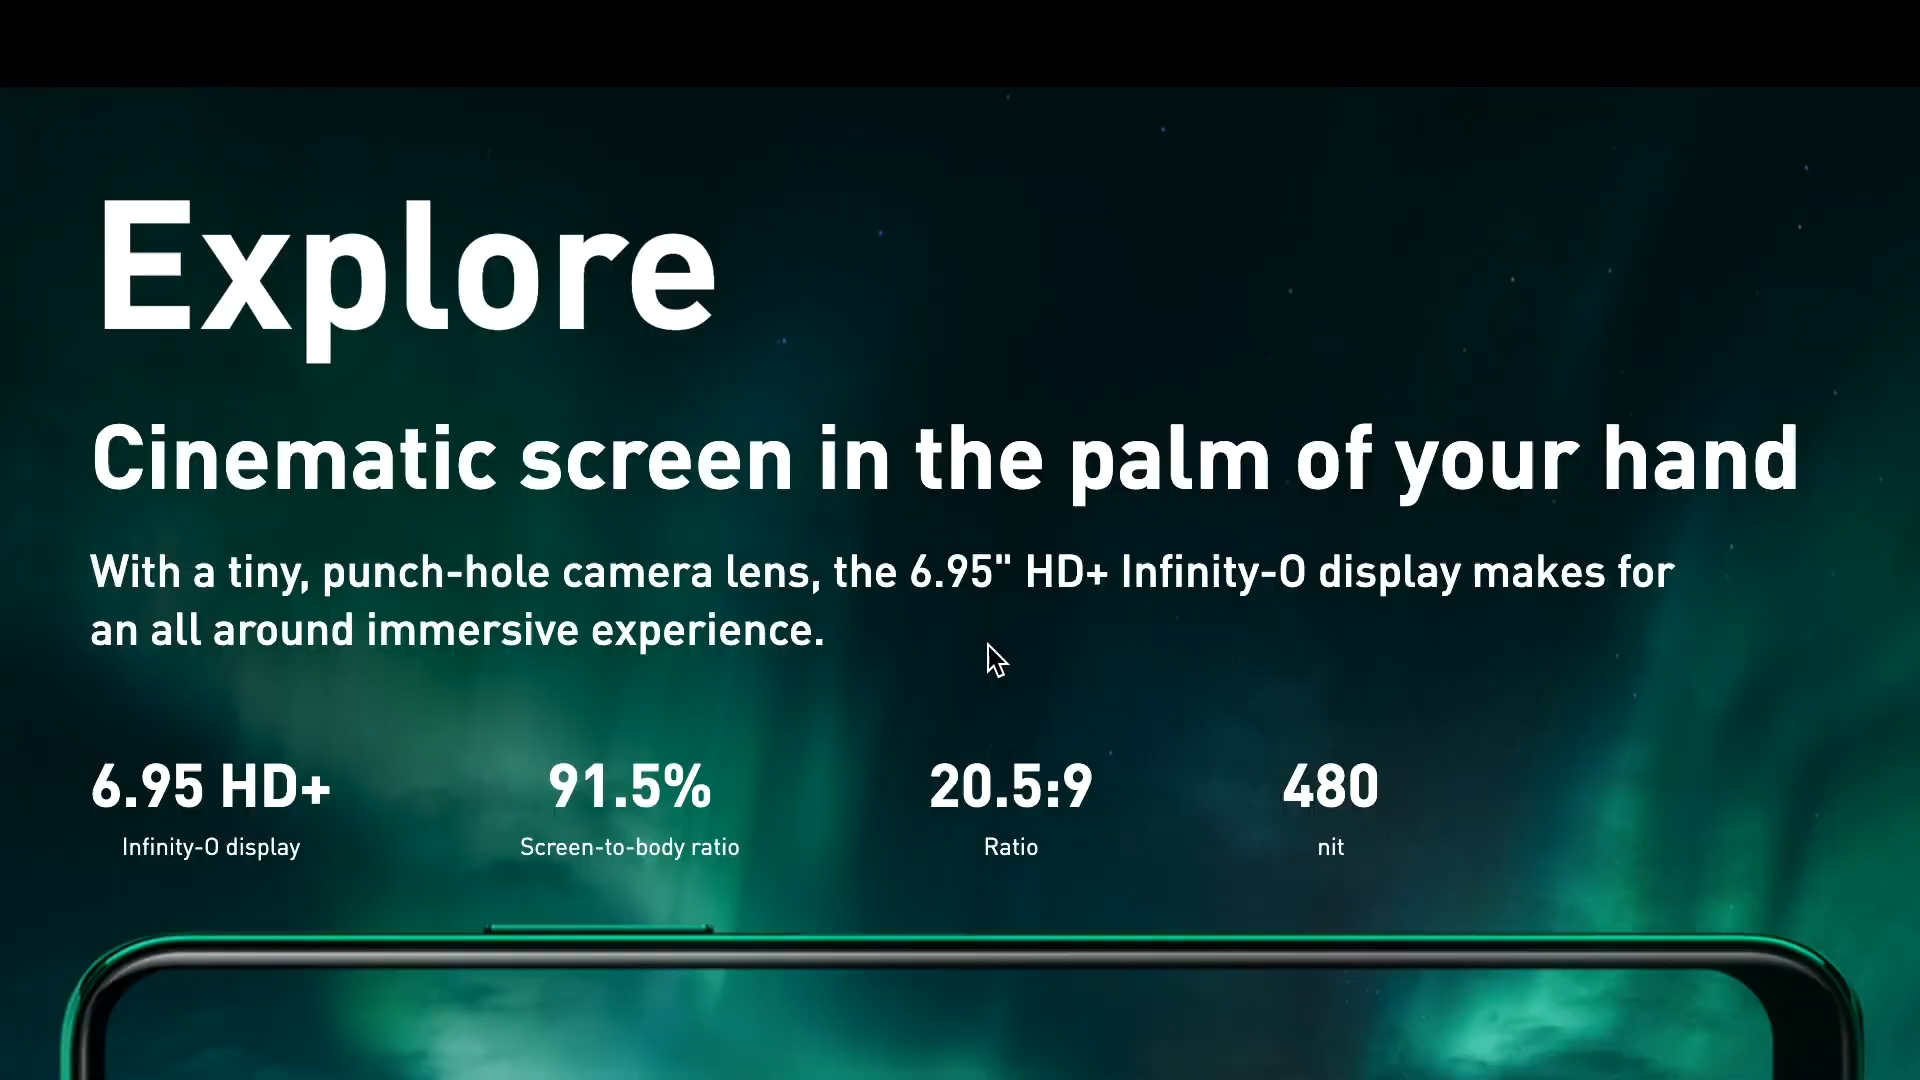 Explore
Cinematic screen in the palm of your hand
With a tiny, punch-hole camera lens, the 6.95" HD+ Infinity-O display makes for
an all around immersive experience.
6.95 HD+ 91.5% 20.5:9 480
Infinity-O display Screen-to-body ratio Ratio nit